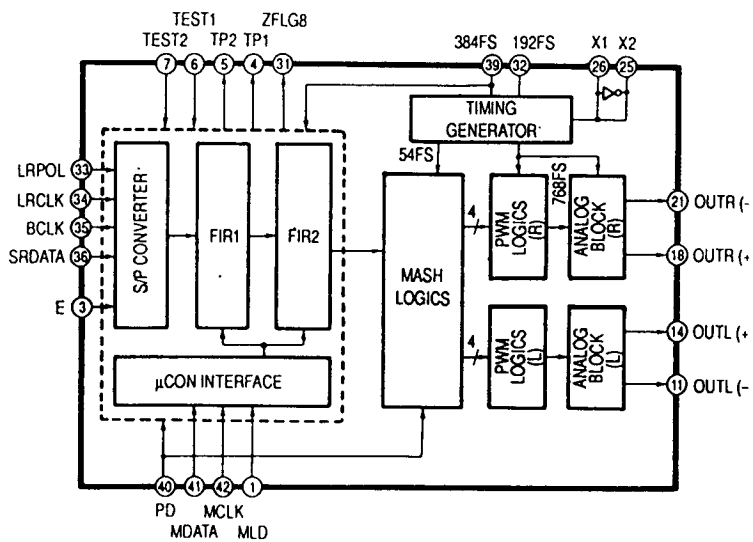 TEST1 ZFLG8
TEST2 TP2 TP1
384FS 192FS X1 X2
7 6 5 4 31 39 32 26 25
TIMING
GENERATOR
54FS
768FS
LRPOL 33
LRCLK 34
BCLK 35
SRDATA 36
E 3
S/P CONVERTER
FIR1
FIR2
MASH
LOGICS
4
PWM
LOGICS
(R)
ANALOG
BLOCK
(R)
21 OUTR (-
18 OUTR (+
4
PWM
LOGICS
(L)
ANALOG
BLOCK
(L)
14 OUTL (+
11 OUTL (-
μCON INTERFACE
40 41 42 1
PD MCLK
MDATA MLD